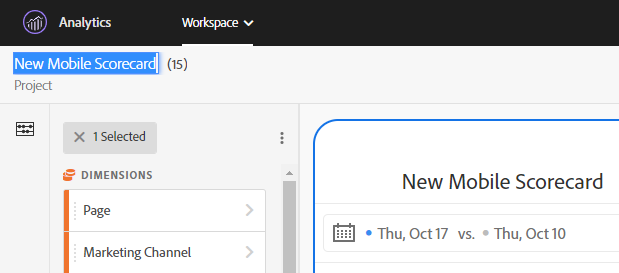 Analytics
Workspace
New Mobile Scorecard (15)
Project
1 Selected
DIMENSIONS
Page
Marketing Channel
New Mobile Scorecard
Thu, Oct 17 vs. Thu, Oct 10